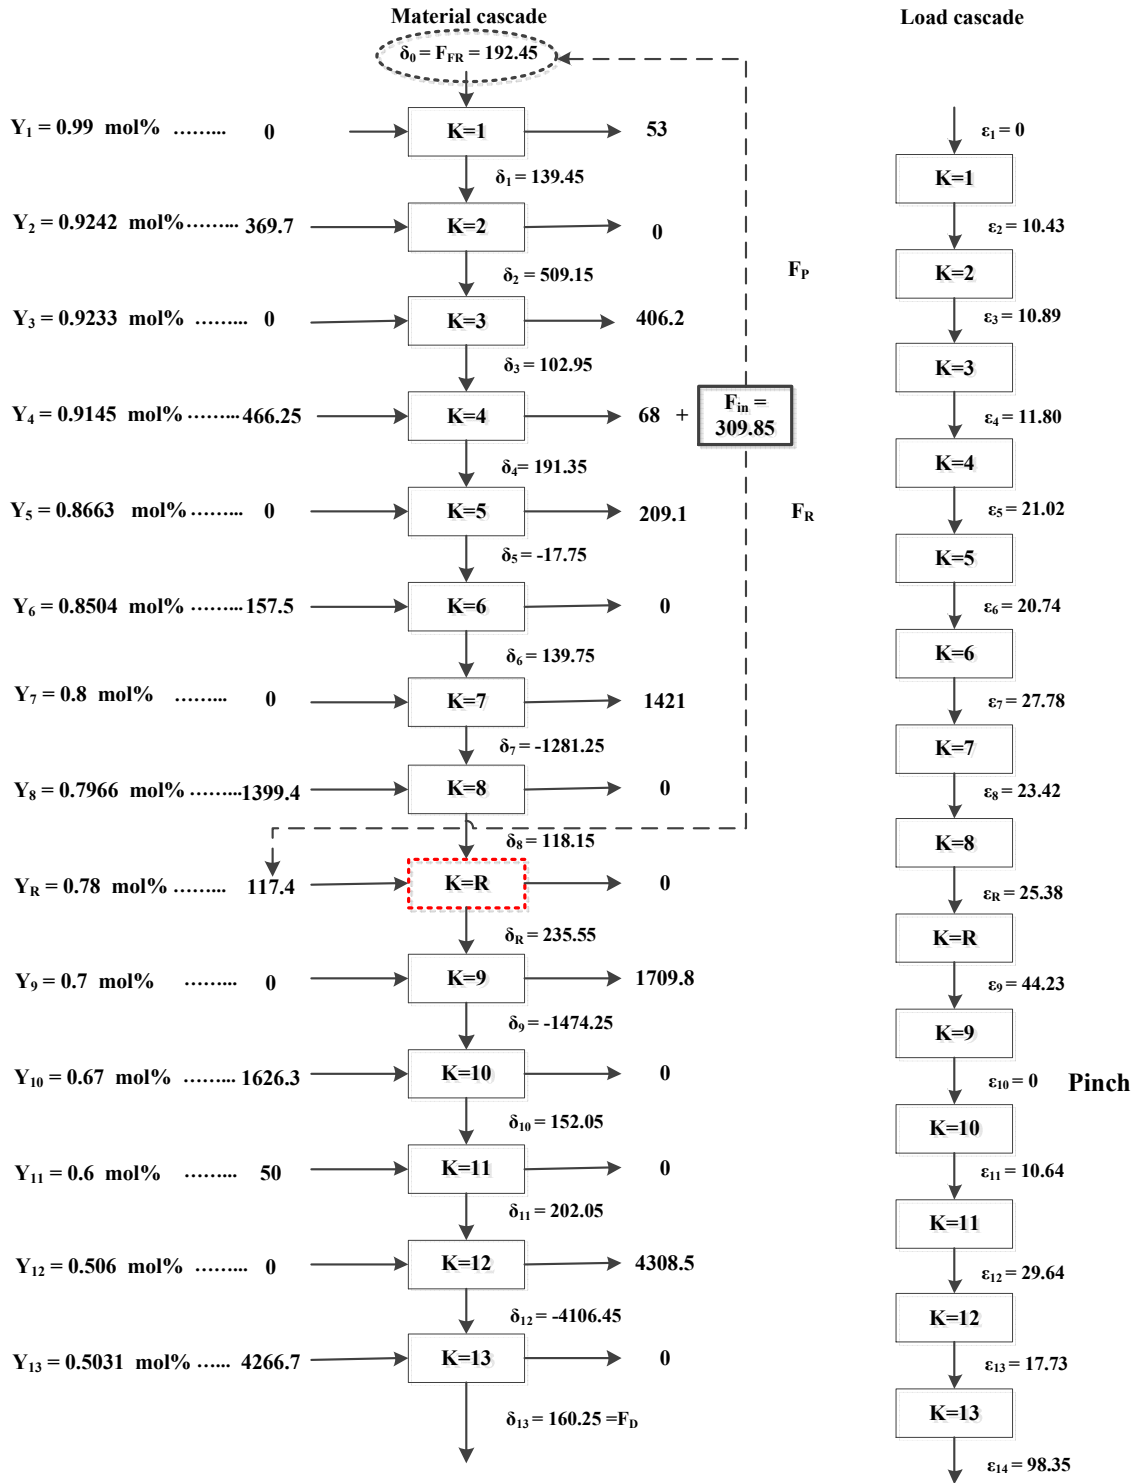 Material cascade
Load cascade
δ0 = FFR = 192.45
Y1 = 0.99 mol% ……... 0
K=1
53
ε1 = 0
δ1 = 139.45
K=1
Y2 = 0.9242 mol% ……... 369.7
K=2
0
ε2 = 10.43
δ2 = 509.15
FP
K=2
Y3 = 0.9233 mol% ……... 0
K=3
406.2
ε3 = 10.89
δ3 = 102.95
K=3
Y4 = 0.9145 mol% ……... 466.25
K=4
68 +
Fin =
309.85
ε4 = 11.80
δ4 = 191.35
K=4
Y5 = 0.8663 mol% ……... 0
K=5
209.1
FR
ε5 = 21.02
δ5 = -17.75
K=5
Y6 = 0.8504 mol% ……... 157.5
K=6
0
ε6 = 20.74
δ6 = 139.75
K=6
Y7 = 0.8 mol% ……... 0
K=7
1421
ε7 = 27.78
δ7 = -1281.25
K=7
Y8 = 0.7966 mol% ……... 1399.4
K=8
0
ε8 = 23.42
δ8 = 118.15
K=8
YR = 0.78 mol% ……... 117.4
K=R
0
εR = 25.38
δR = 235.55
K=R
Y9 = 0.7 mol% ……... 0
K=9
1709.8
ε9 = 44.23
δ9 = -1474.25
K=9
Y10 = 0.67 mol% ……... 1626.3
K=10
0
ε10 = 0
Pinch
δ10 = 152.05
K=10
Y11 = 0.6 mol% ……... 50
K=11
0
ε11 = 10.64
δ11 = 202.05
K=11
Y12 = 0.506 mol% ……... 0
K=12
4308.5
ε12 = 29.64
δ12 = -4106.45
K=12
Y13 = 0.5031 mol% …... 4266.7
K=13
0
ε13 = 17.73
δ13 = 160.25 =FD
K=13
ε14 = 98.35